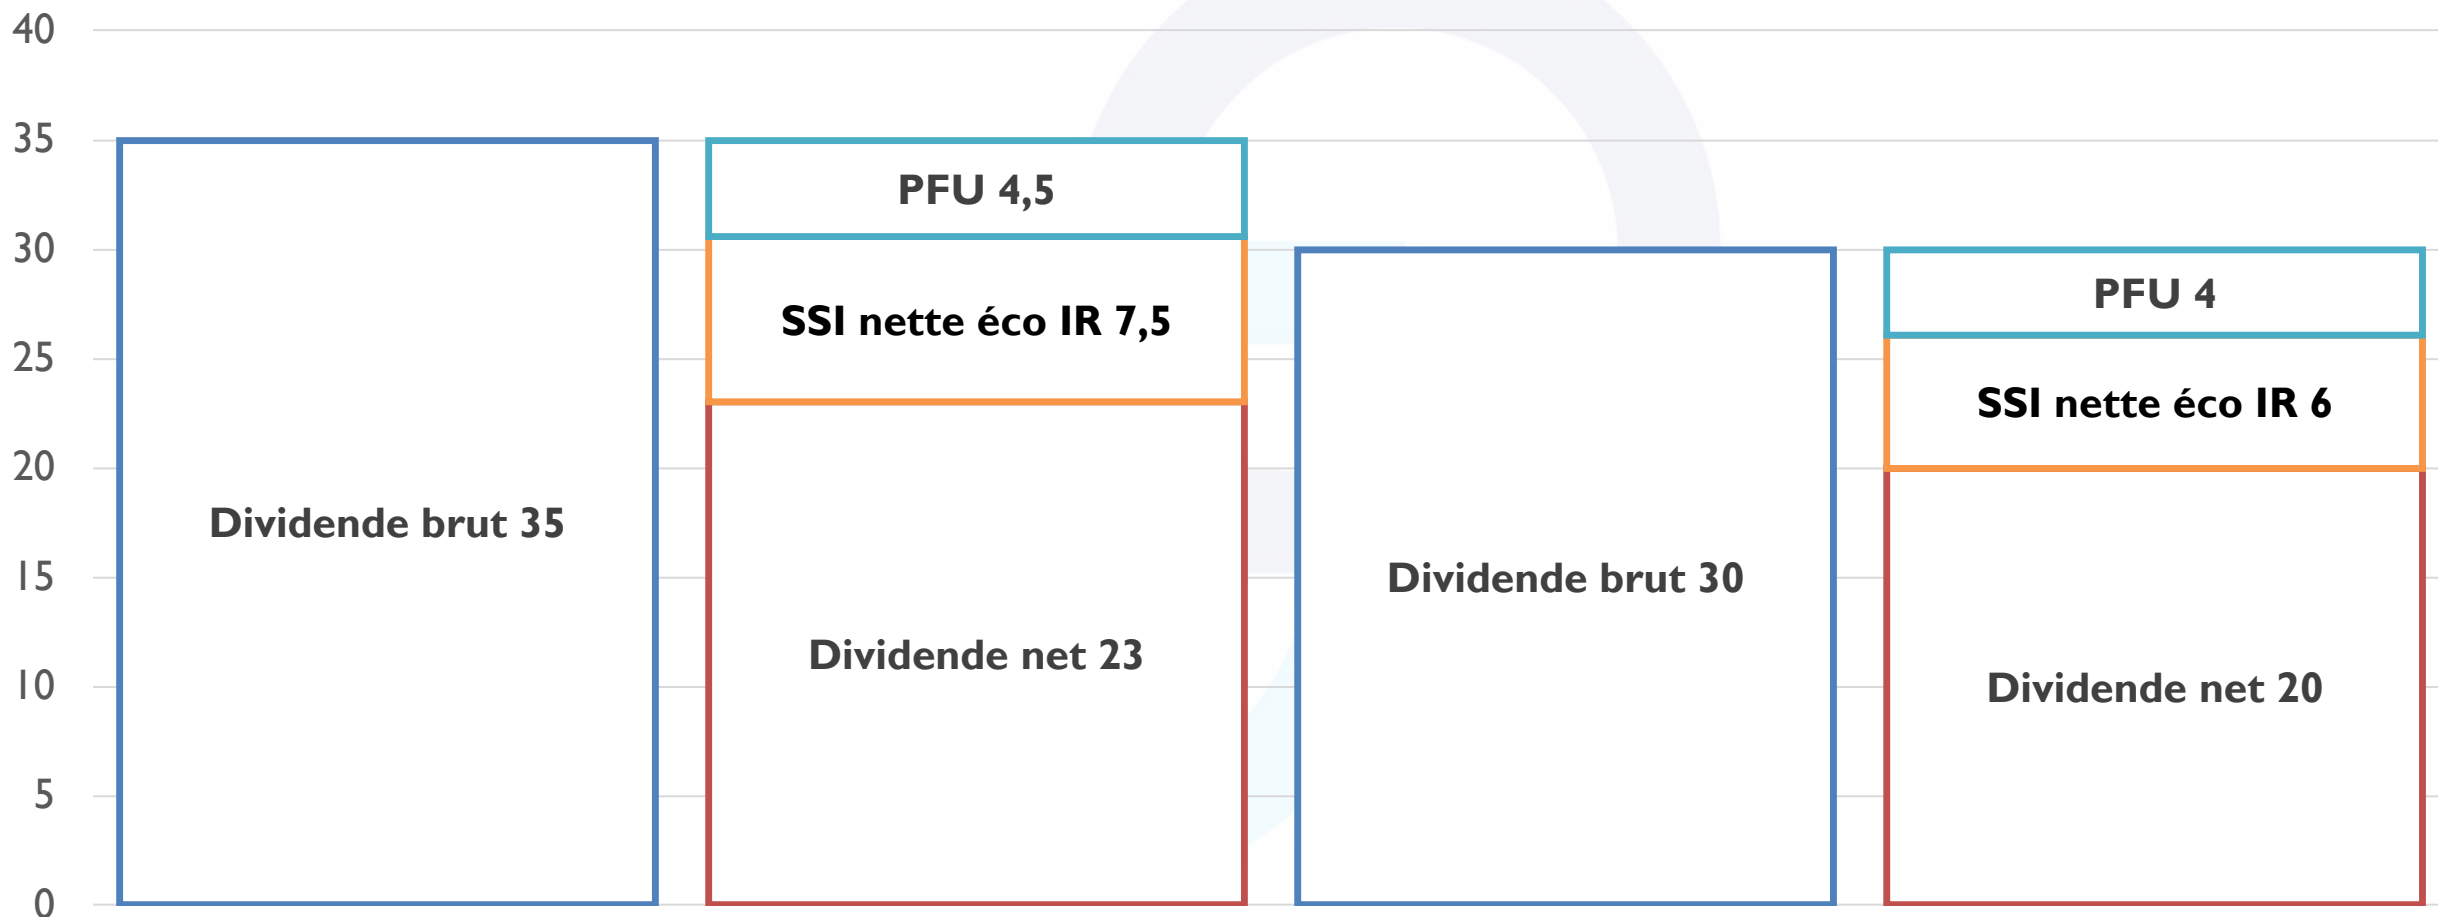 40
35
30
25
20
15
10
5
0
Dividende brut 35
PFU 4,5
SSI nette éco IR 7,5
Dividende net 23
Dividende brut 30
PFU 4
SSI nette éco IR 6
Dividende net 20